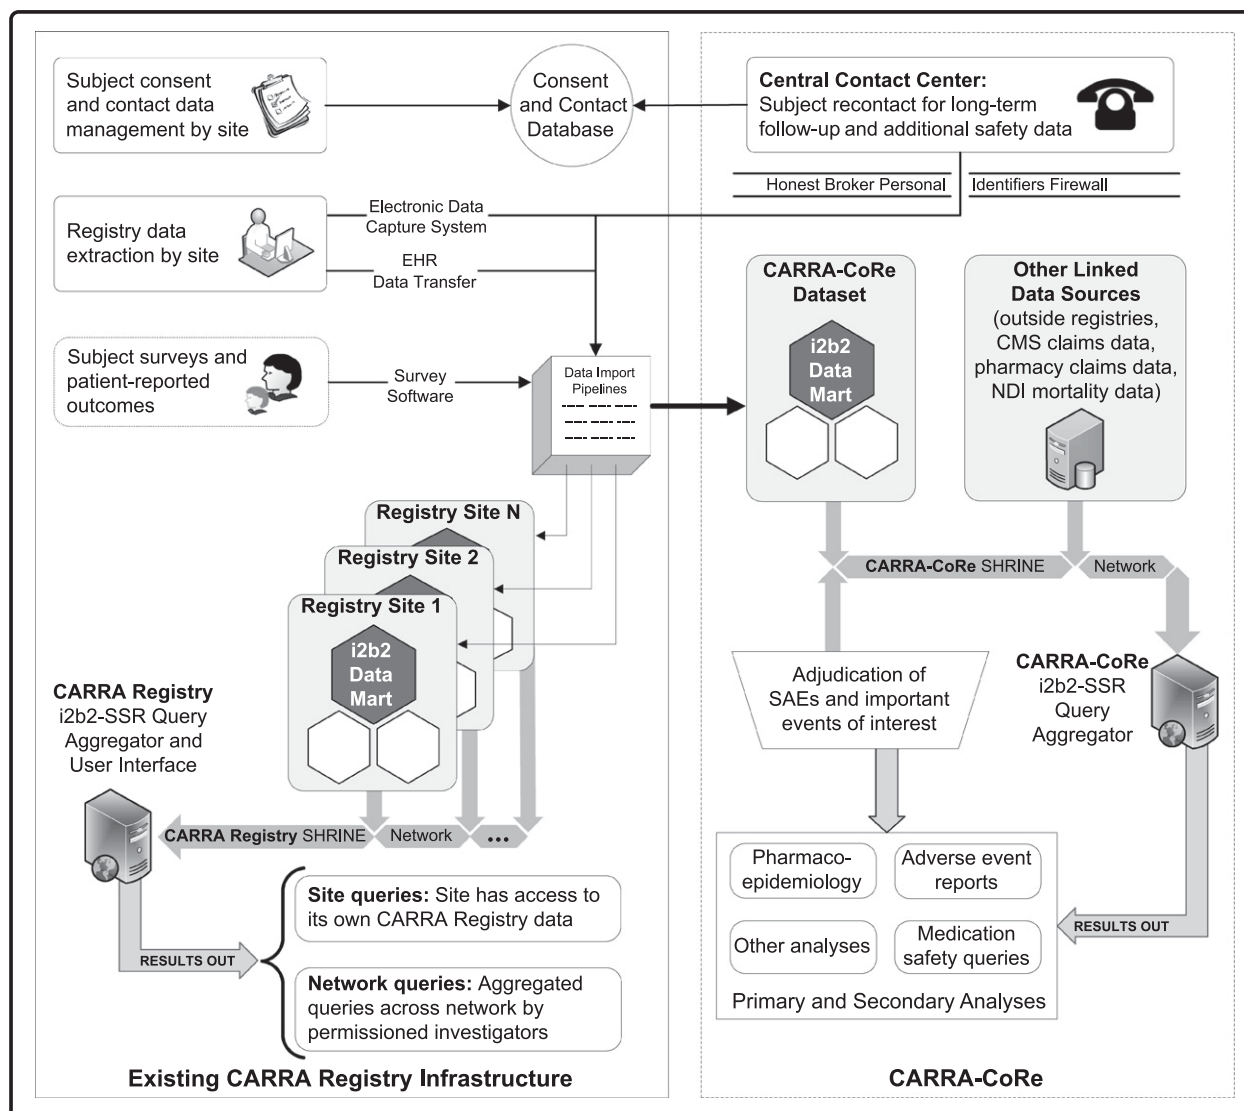 Subject consent
and contact data
management by site
Consent
and Contact
Database
Central Contact Center:
Subject recontact for long-term
follow-up and additional safety data
Honest Broker Personal Identifiers Firewall
Registry data
extraction by site
Electronic Data
Capture System
EHR
Data Transfer
Subject surveys and
patient-reported
outcomes
Survey
Software
Data Import
Pipelines
CARRA-CoRe
Dataset
i2b2
Data
Mart
Other Linked
Data Sources
(outside registries,
CMS claims data,
pharmacy claims data,
NDI mortality data)
Registry Site N
Registry Site 2
Registry Site 1
i2b2
Data
Mart
CARRA Registry
i2b2-SSR Query
Aggregator and
User Interface
CARRA Registry SHRINE Network ...
RESULTS OUT
Site queries: Site has access to
its own CARRA Registry data
Network queries: Aggregated
queries across network by
permissioned investigators
Existing CARRA Registry Infrastructure
CARRA-CoRe SHRINE Network
Adjudication of
SAEs and important
events of interest
CARRA-CoRe
i2b2-SSR
Query
Aggregator
Pharmaco-
epidemiology
Adverse event
reports
Other analyses
Medication
safety queries
Primary and Secondary Analyses
RESULTS OUT
CARRA-CoRe